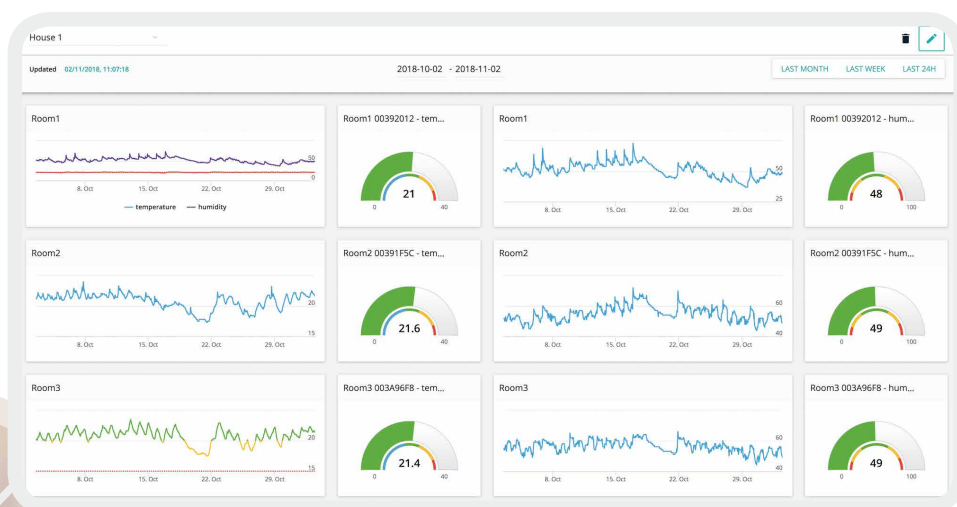 House 1
Updated 02/11/2018, 11:07:18
2018-10-02 - 2018-11-02
LAST MONTH LAST WEEK LAST 24H
Room1
50
0
8. Oct 15. Oct 22. Oct 29. Oct
temperature humidity
Room1 00392012 - tem...
21
0 40
Room1
50
25
8. Oct 15. Oct 22. Oct 29. Oct
Room1 00392012 - hum...
48
0 100
Room2
20
15
8. Oct 15. Oct 22. Oct 29. Oct
Room2 00391F5C - tem...
21.6
0 40
Room2
60
40
8. Oct 15. Oct 22. Oct 29. Oct
Room2 00391F5C - hum...
49
0 100
Room3
20
15
8. Oct 15. Oct 22. Oct 29. Oct
Room3 003A96F8 - tem...
21.4
0 40
Room3
60
40
8. Oct 15. Oct 22. Oct 29. Oct
Room3 003A96F8 - hum...
49
0 100